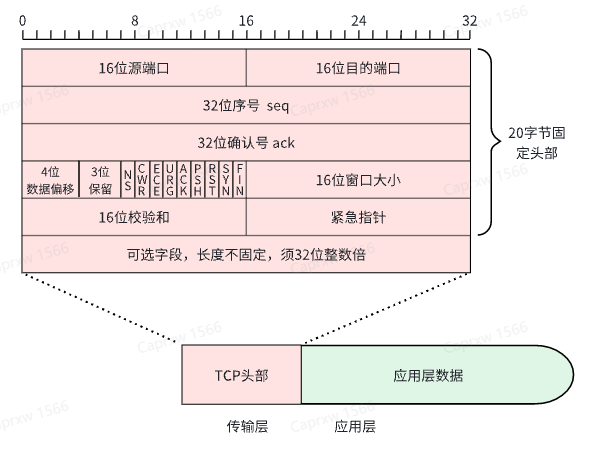 0 8 16 24 32
16位源端口 16位目的端口
32位序号 seq
32位确认号 ack
20字节固
定头部
4位
数据偏移
3位
保留
NS
CWR
ECE
URG
ACK
PSH
RST
SYN
FIN
16位窗口大小
16位校验和 紧急指针
可选字段，长度不固定，须32位整数倍
TCP头部 应用层数据
传输层 应用层
Caprxw 1566